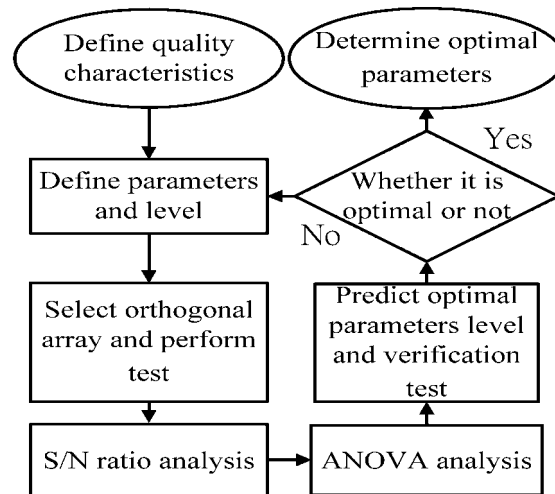 Define quality
characteristics
Define parameters
and level
Select orthogonal
array and perform
test
S/N ratio analysis
ANOVA analysis
Predict optimal
parameters level
and verification
test
Whether it is
optimal or not
No
Yes
Determine optimal
parameters